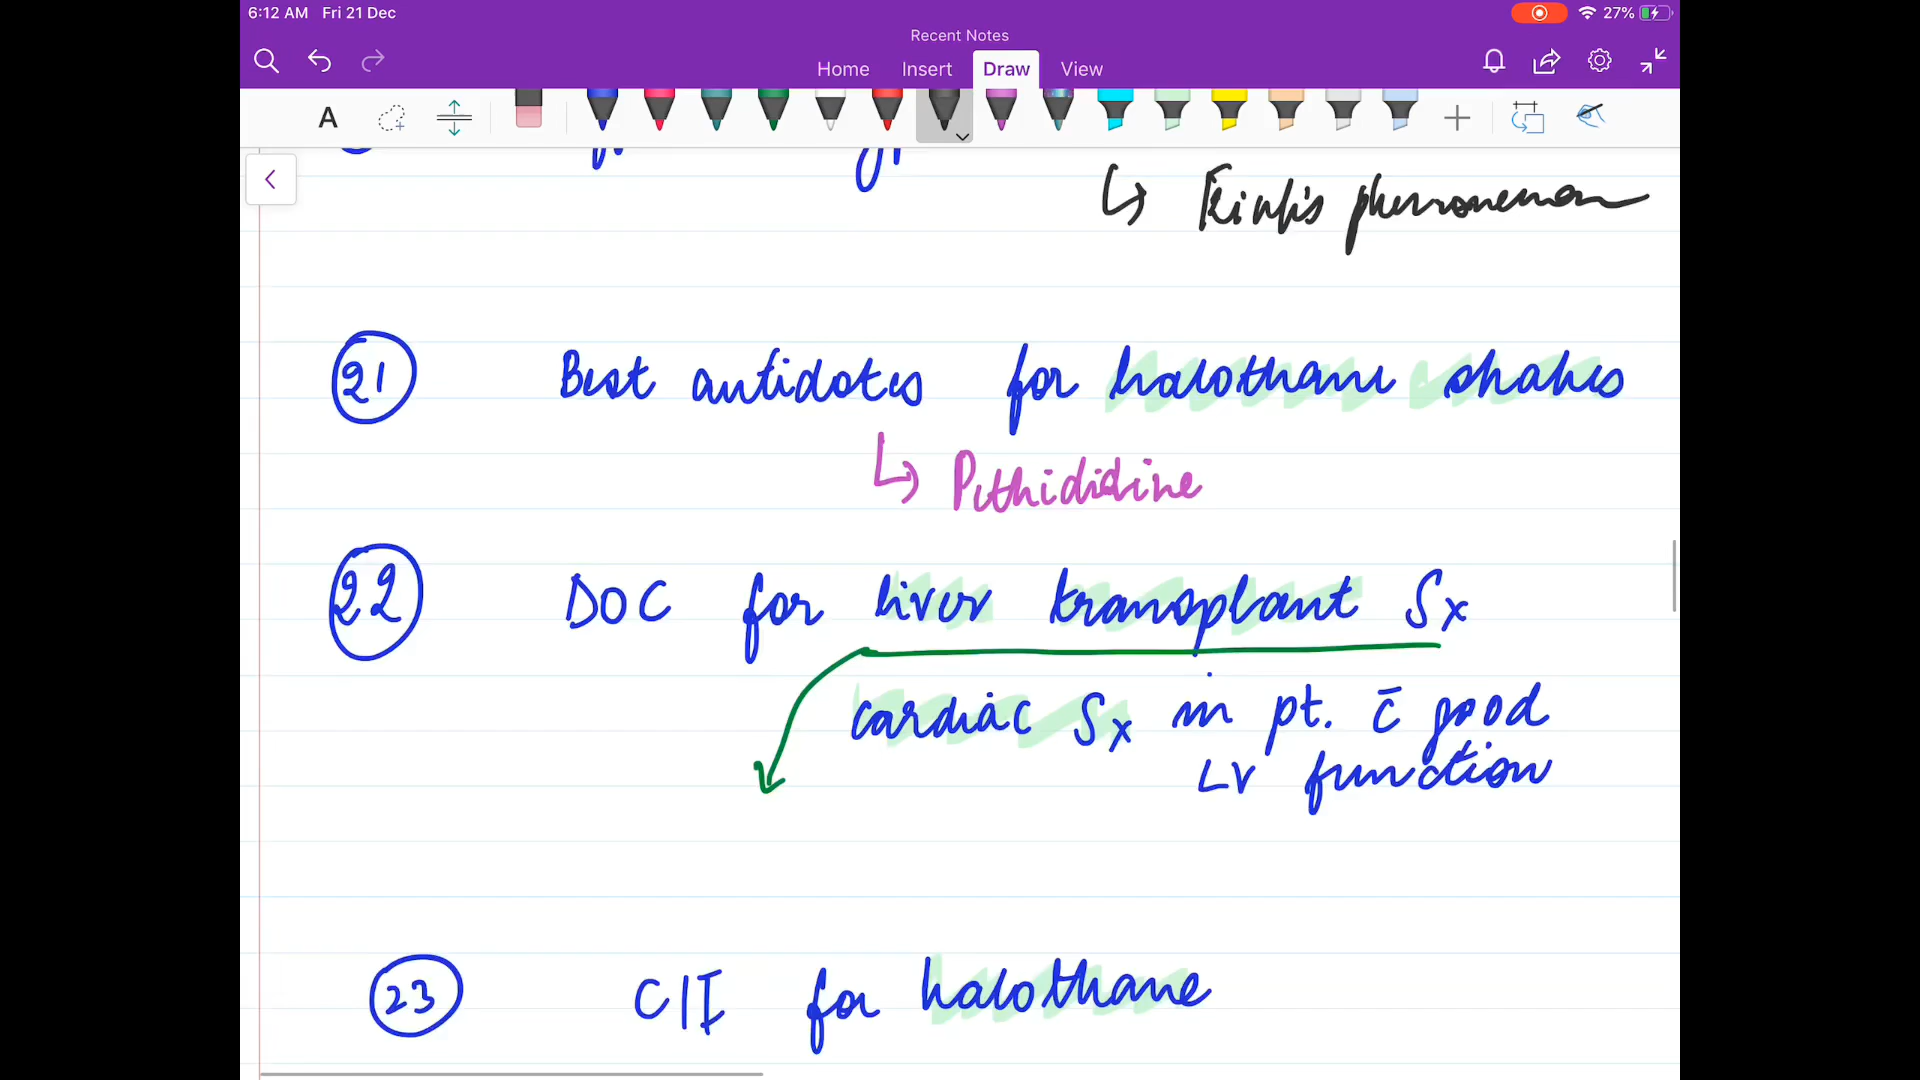 6:12 AM Fri 21 Dec
27%
Recent Notes
Home Insert Draw View
A
↳ phenomenon
21 Best antidotes for halothane shakes
↳ Pethididine
22 DOC for liver transplant Sx
cardiac Sx in pt. c̄ good
LV function
23 C/I for halothane